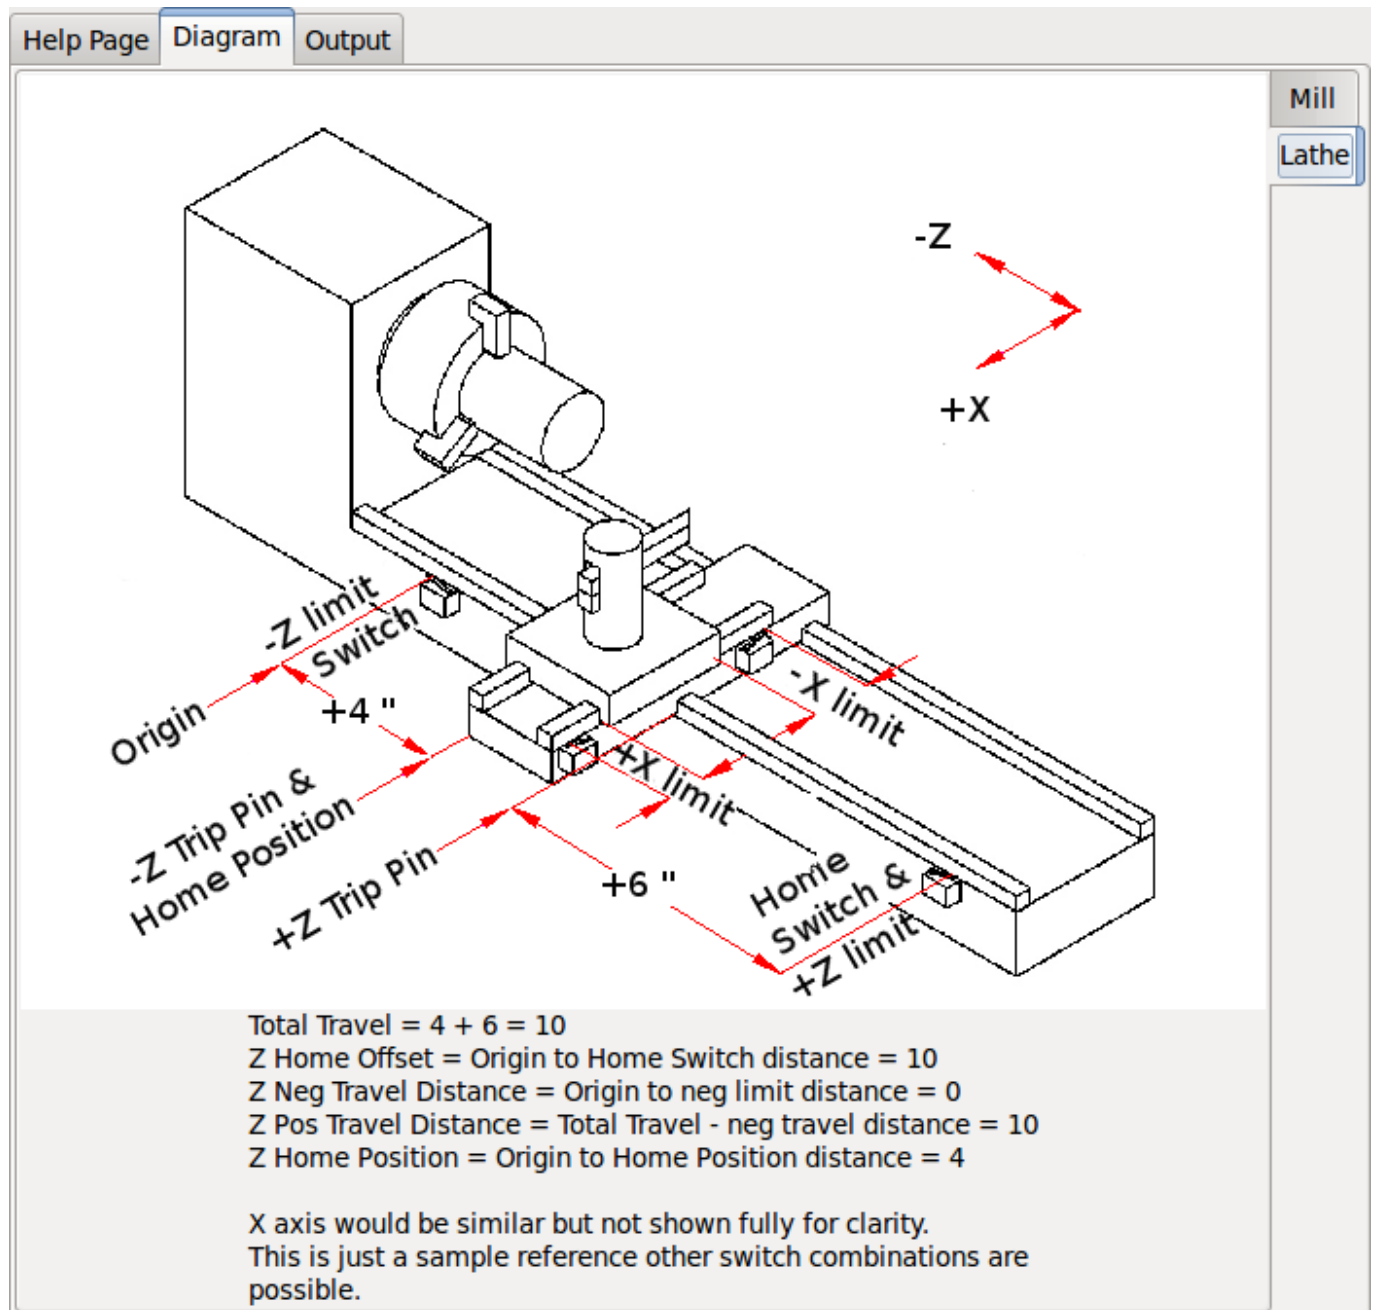 Help Page
Diagram
Output
Mill
Lathe
-Z
+X
-Z limit
Switch
Origin
+4 "
-X limit
+X limit
-Z Trip Pin &
Home Position
+Z Trip Pin
+6 "
Home
Switch &
+Z limit
Total Travel = 4 + 6 = 10
Z Home Offset = Origin to Home Switch distance = 10
Z Neg Travel Distance = Origin to neg limit distance = 0
Z Pos Travel Distance = Total Travel - neg travel distance = 10
Z Home Position = Origin to Home Position distance = 4
X axis would be similar but not shown fully for clarity.
This is just a sample reference other switch combinations are
possible.